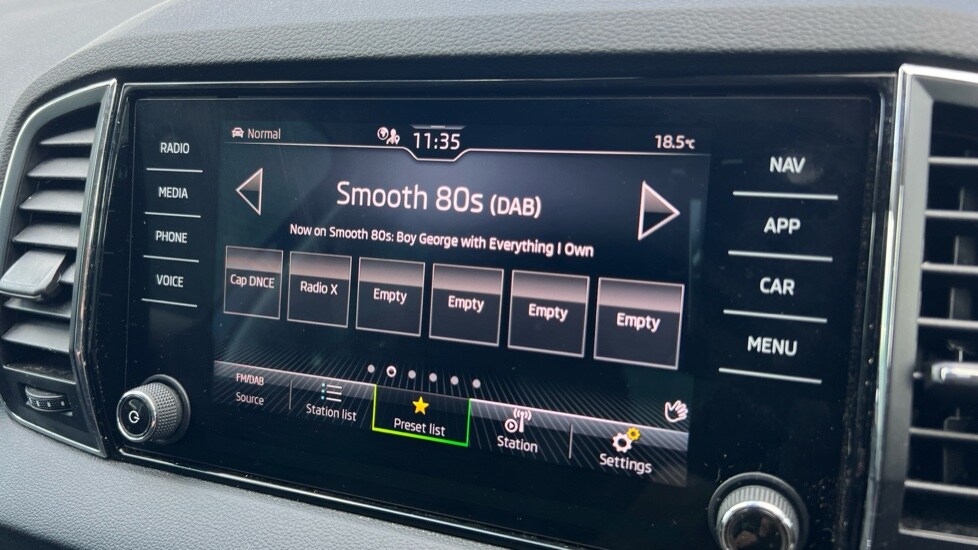 RADIO
MEDIA
PHONE
VOICE
Normal
11:35
18.5°C
Smooth 80s (DAB)
Now on Smooth 80s: Boy George with Everything I Own
Cap DNCE
Radio X
Empty
Empty
Empty
Empty
FM/DAB
Source
Station list
Preset list
Station
Settings
NAV
APP
CAR
MENU